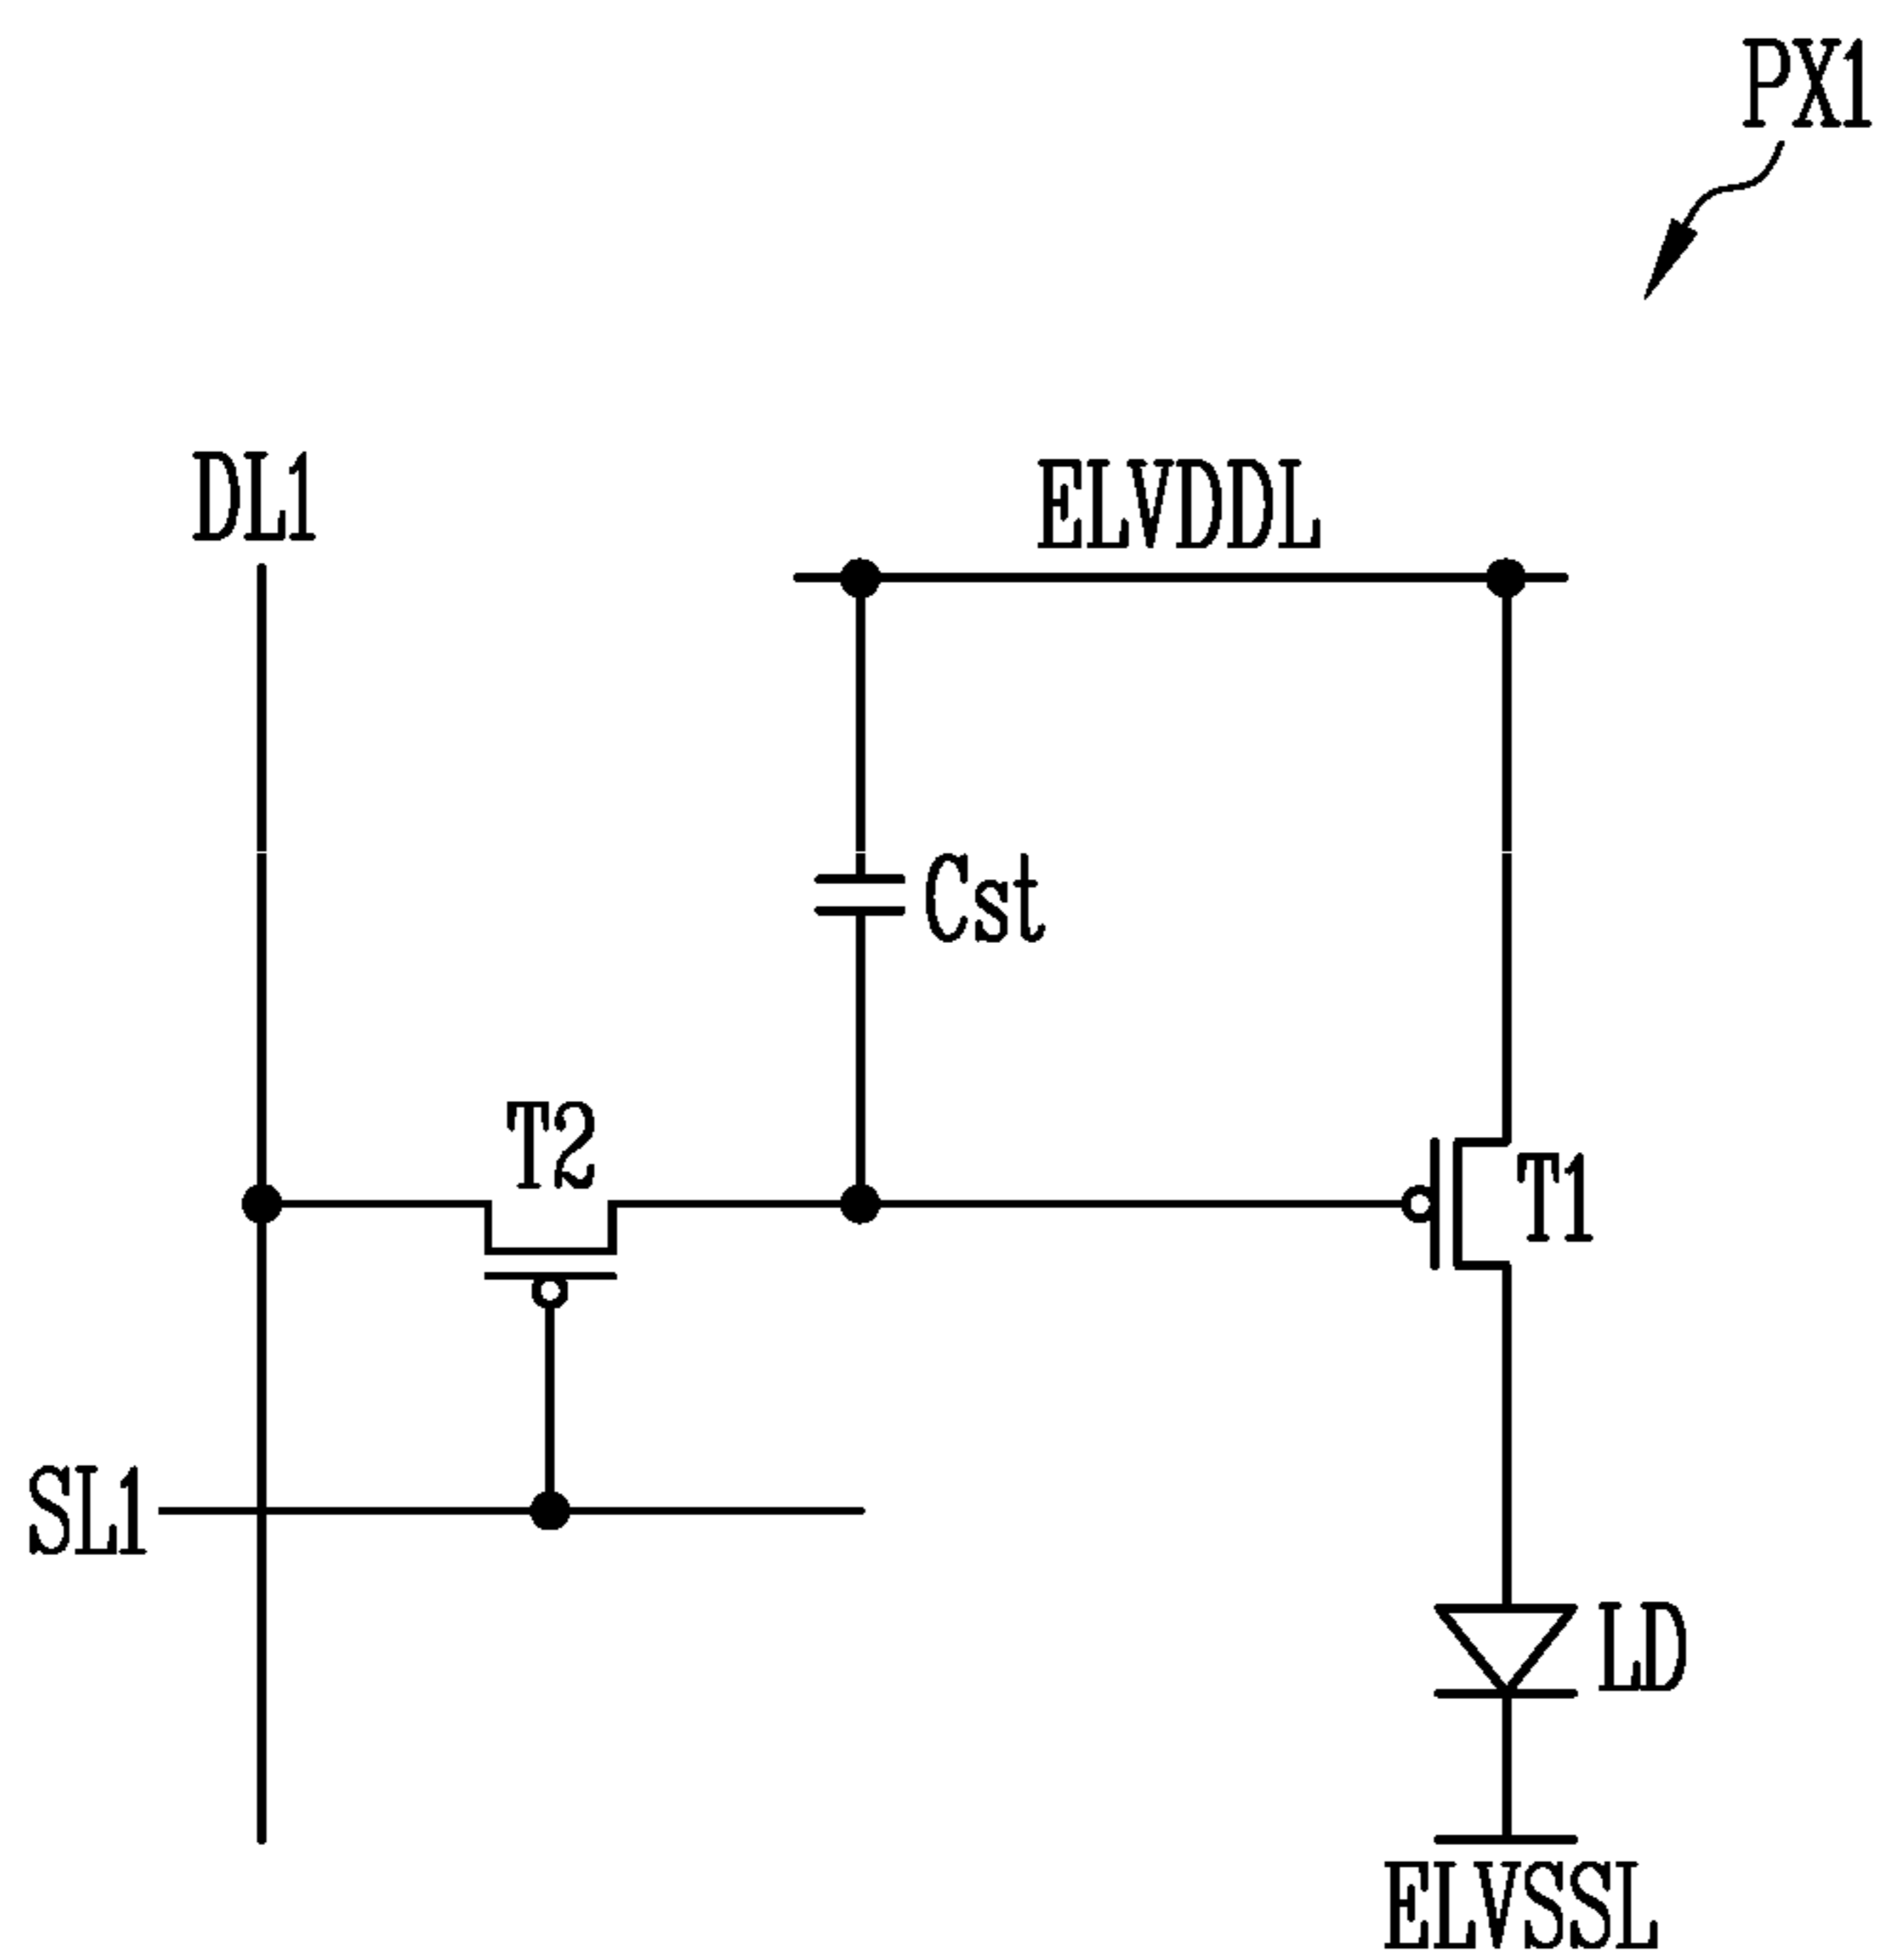 PX1
DL1
ELVDDL
Cst
T2
T1
SL1
LD
ELVSSL